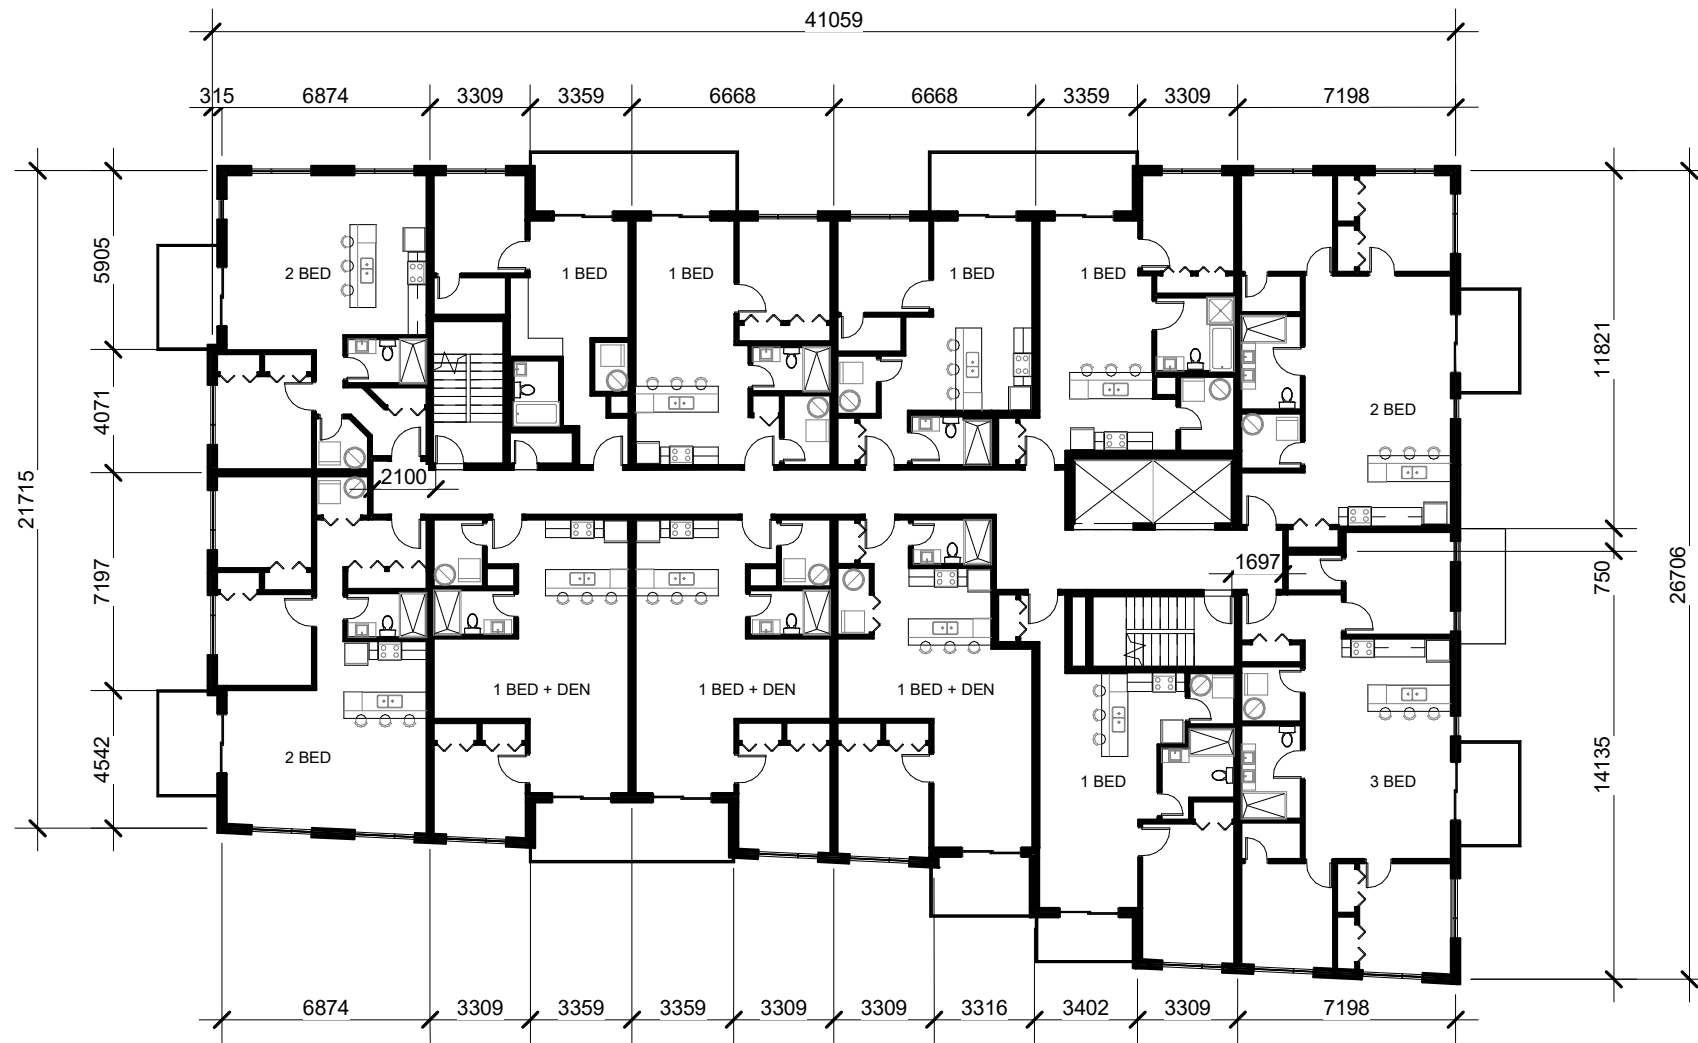 41059
315 6874 3309 3359 6668 6668 3359 3309 7198
2 BED 1 BED 1 BED 1 BED 1 BED
5905
4071
11821
2 BED
2100
21715
1697
7197
750
26706
1 BED + DEN 1 BED + DEN 1 BED + DEN
4542
2 BED
1 BED
3 BED
14135
6874 3309 3359 3359 3309 3309 3316 3402 3309 7198